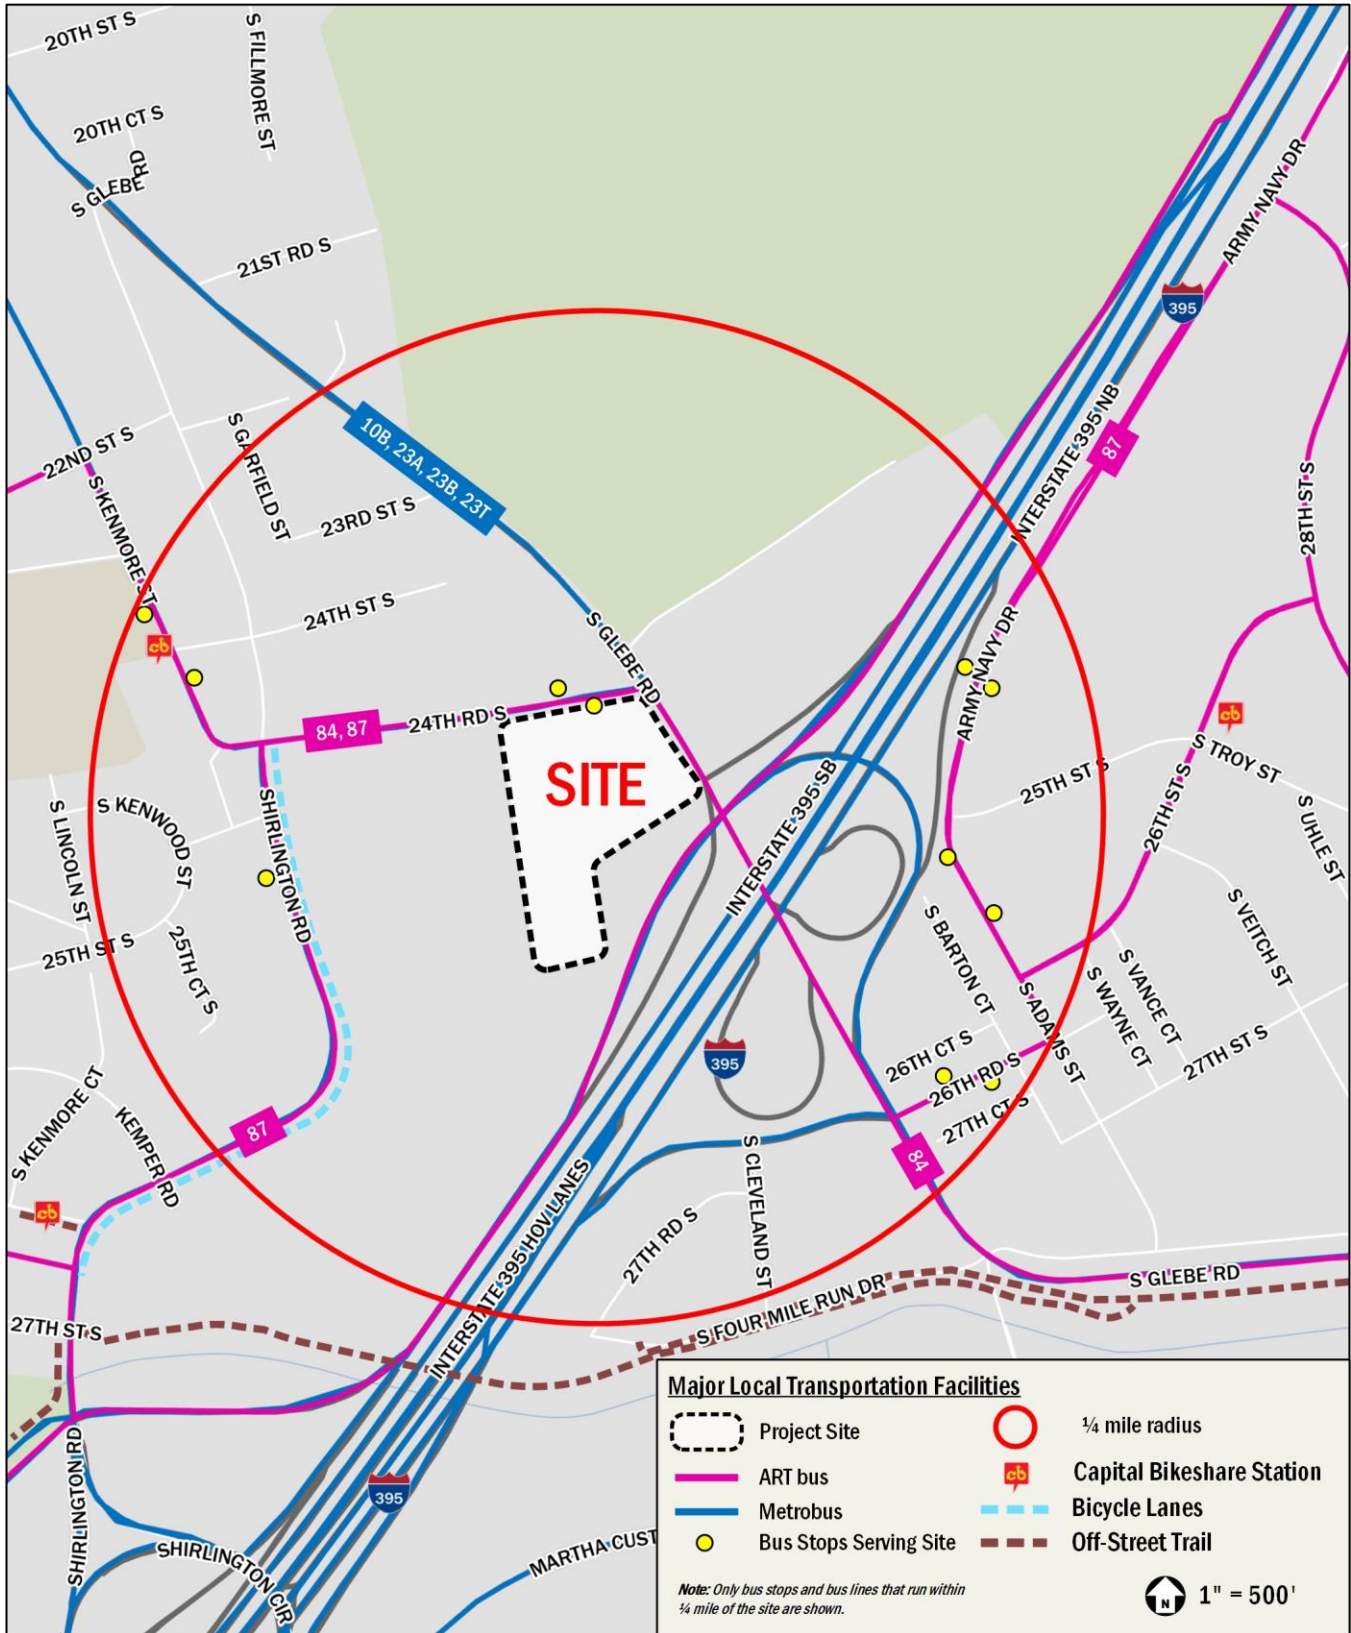 20TH ST S
S FILLMORE ST
20TH CT S
S GLEBE RD
21ST RD S
ARMY NAVY DR
395
10B, 23A, 23B, 23T
INTERSTATE 395 NB
87
22ND ST S
S GARFIELD ST
S KENMORE ST
23RD ST S
28TH ST S
24TH ST S
S GLEBE RD
ARMY NAVY DR
84, 87
24TH RD S
SITE
S TROY ST
25TH ST S
26TH ST S
S UHLE ST
S LINCOLN ST
S KENWOOD ST
SHIRLINGTON RD
INTERSTATE 395 SB
S BARTON CT
S VEITCH ST
25TH ST S
25TH CT S
S ADAMS ST
S WAYNE CT
S VANCE CT
27TH ST S
395
26TH CT S
26TH RD S
27TH CT S
S KENMORE CT
KEMPER RD
87
84
INTERSTATE 395 HOV LANES
S CLEVELAND ST
27TH RD S
S GLEBE RD
S FOUR MILE RUN DR
27TH ST S
SHIRLINGTON RD
395
SHIRLINGTON CIR
MARTHA CUST
Major Local Transportation Facilities
Project Site
¼ mile radius
ART bus
cb
Capital Bikeshare Station
Metrobus
Bicycle Lanes
Bus Stops Serving Site
Off-Street Trail
Note: Only bus stops and bus lines that run within
¼ mile of the site are shown.
N
1" = 500'